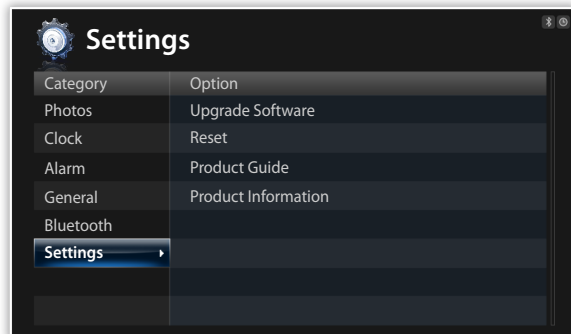 Settings
Category Option
Photos Upgrade Software
Clock Reset
Alarm Product Guide
General Product Information
Bluetooth
Settings